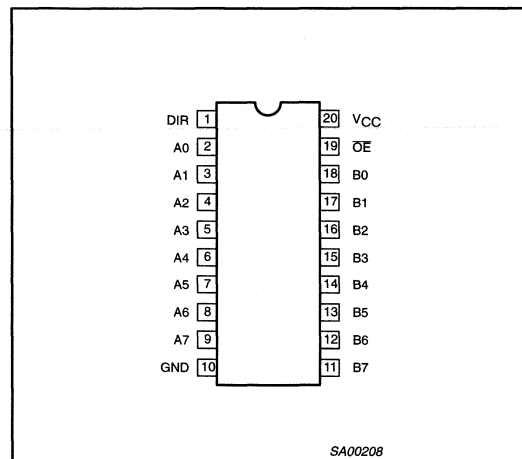 DIR 1 20 VCC
A0 2 19 O̅E̅
A1 3 18 B0
A2 4 17 B1
A3 5 16 B2
A4 6 15 B3
A5 7 14 B4
A6 8 13 B5
A7 9 12 B6
GND 10 11 B7
SA00208